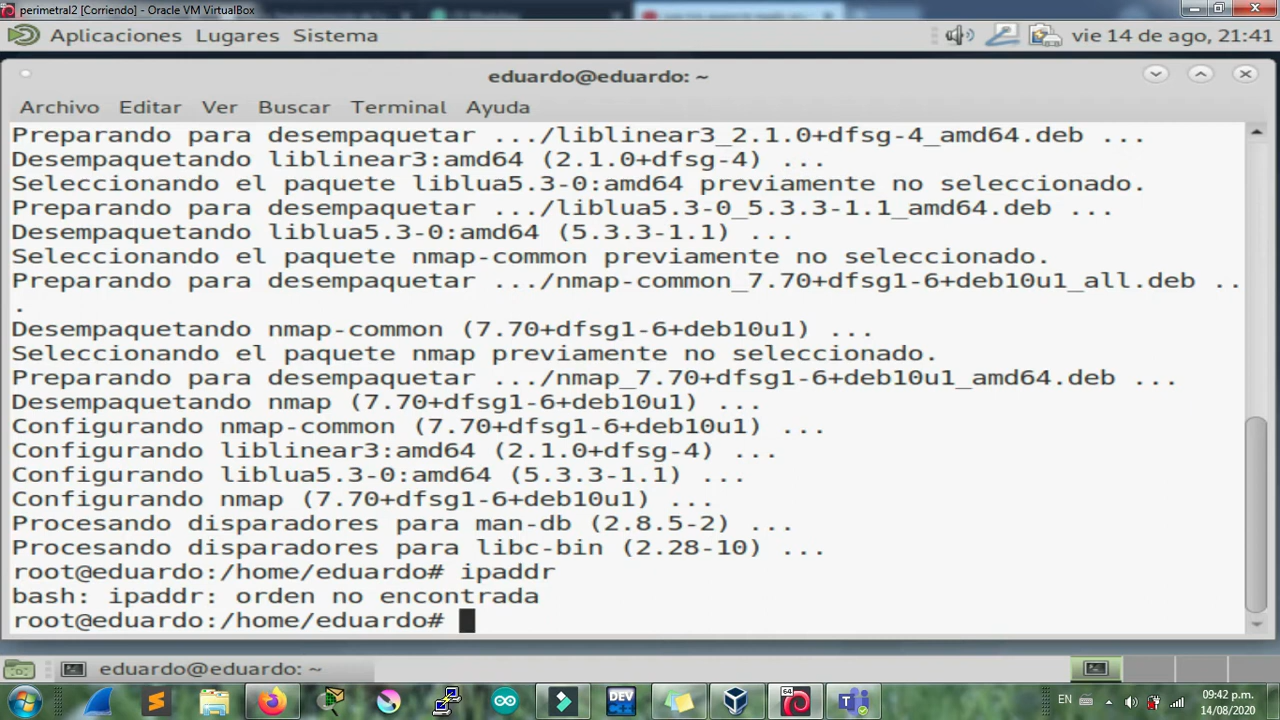 perimetral2 [Corriendo] - Oracle VM VirtualBox
Aplicaciones Lugares Sistema
vie 14 de ago, 21:41
eduardo@eduardo: ~
Archivo Editar Ver Buscar Terminal Ayuda
Preparando para desempaquetar .../liblinear3_2.1.0+dfsg-4_amd64.deb ...
Desempaquetando liblinear3:amd64 (2.1.0+dfsg-4) ...
Seleccionando el paquete liblua5.3-0:amd64 previamente no seleccionado.
Preparando para desempaquetar .../liblua5.3-0_5.3.3-1.1_amd64.deb ...
Desempaquetando liblua5.3-0:amd64 (5.3.3-1.1) ...
Seleccionando el paquete nmap-common previamente no seleccionado.
Preparando para desempaquetar .../nmap-common_7.70+dfsg1-6+deb10u1_all.deb ..
.
Desempaquetando nmap-common (7.70+dfsg1-6+deb10u1) ...
Seleccionando el paquete nmap previamente no seleccionado.
Preparando para desempaquetar .../nmap_7.70+dfsg1-6+deb10u1_amd64.deb ...
Desempaquetando nmap (7.70+dfsg1-6+deb10u1) ...
Configurando nmap-common (7.70+dfsg1-6+deb10u1) ...
Configurando liblinear3:amd64 (2.1.0+dfsg-4) ...
Configurando liblua5.3-0:amd64 (5.3.3-1.1) ...
Configurando nmap (7.70+dfsg1-6+deb10u1) ...
Procesando disparadores para man-db (2.8.5-2) ...
Procesando disparadores para libc-bin (2.28-10) ...
root@eduardo:/home/eduardo# ipaddr
bash: ipaddr: orden no encontrada
root@eduardo:/home/eduardo#
eduardo@eduardo: ~
DEV
64
EN
09:42 p.m.
14/08/2020